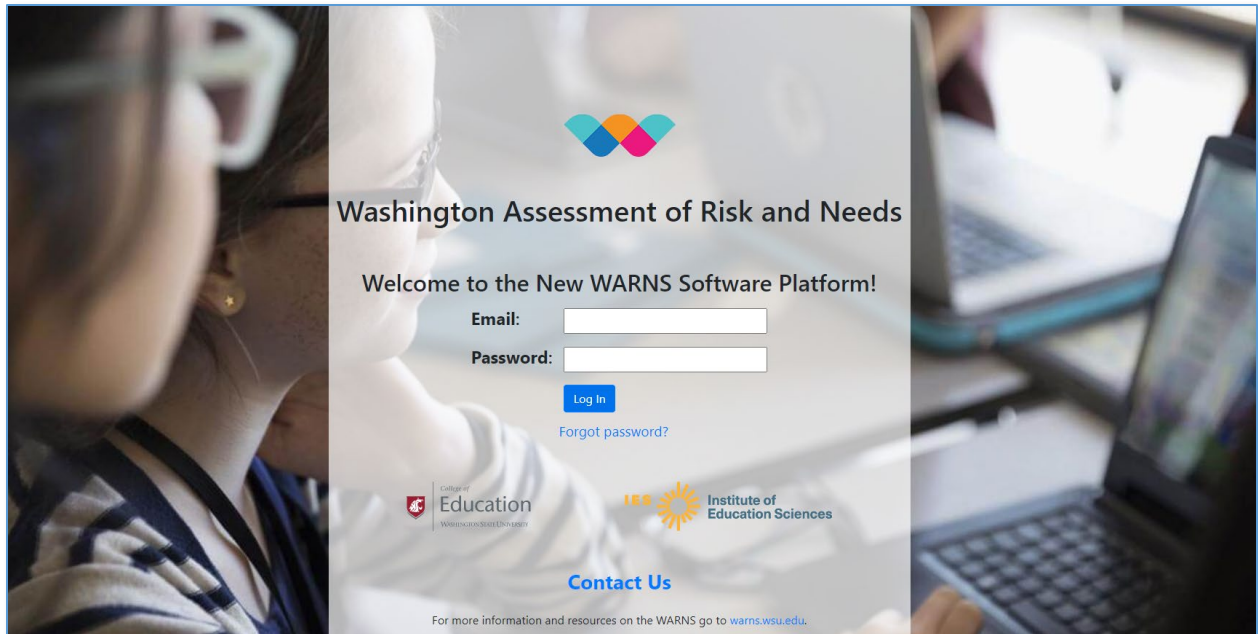 Washington Assessment of Risk and Needs
Welcome to the New WARNS Software Platform!
Email:
Password:
Log In
Forgot password?
College of
Education
WASHINGTON STATE UNIVERSITY
IES
Institute of
Education Sciences
Contact Us
For more information and resources on the WARNS go to warns.wsu.edu.